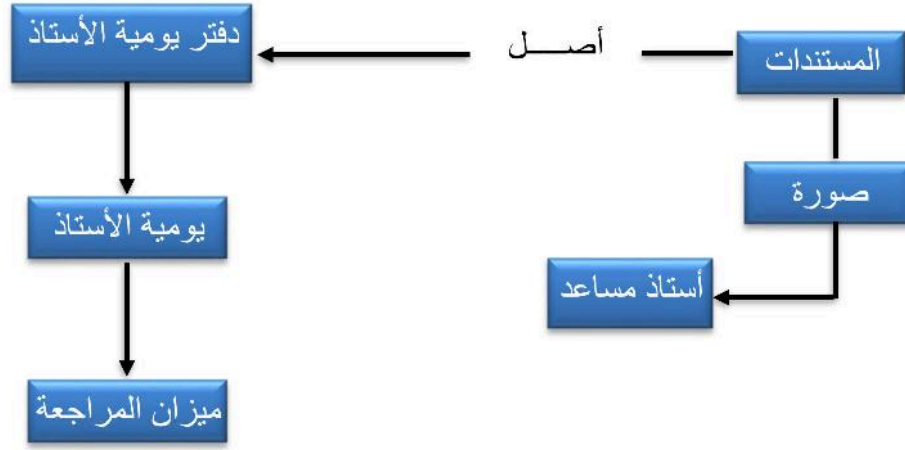 المستندات
أصـــل
دفتر يومية الأستاذ
صورة
يومية الأستاذ
أستاذ مساعد
ميزان المراجعة